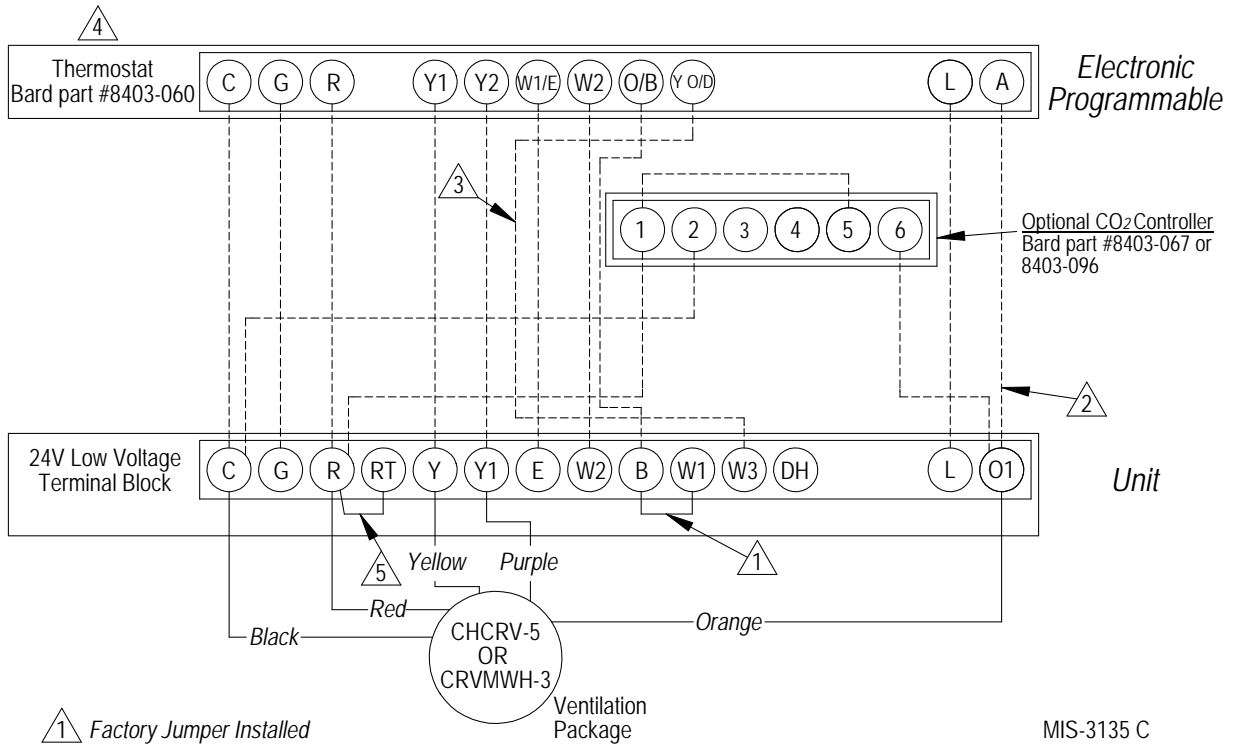 4
Thermostat
Bard part #8403-060
C G R Y1 Y2 W1/E W2 O/B Y O/D L A
Electronic
Programmable
3
1 2 3 4 5 6
Optional CO2 Controller
Bard part #8403-067 or
8403-096
2
24V Low Voltage
Terminal Block
C G R RT Y Y1 E W2 B W1 W3 DH L O1
Unit
5
Yellow
Purple
1
Red
Black
Orange
CHCRV-5
OR
CRVMWH-3
Ventilation
Package
1 Factory Jumper Installed
MIS-3135 C